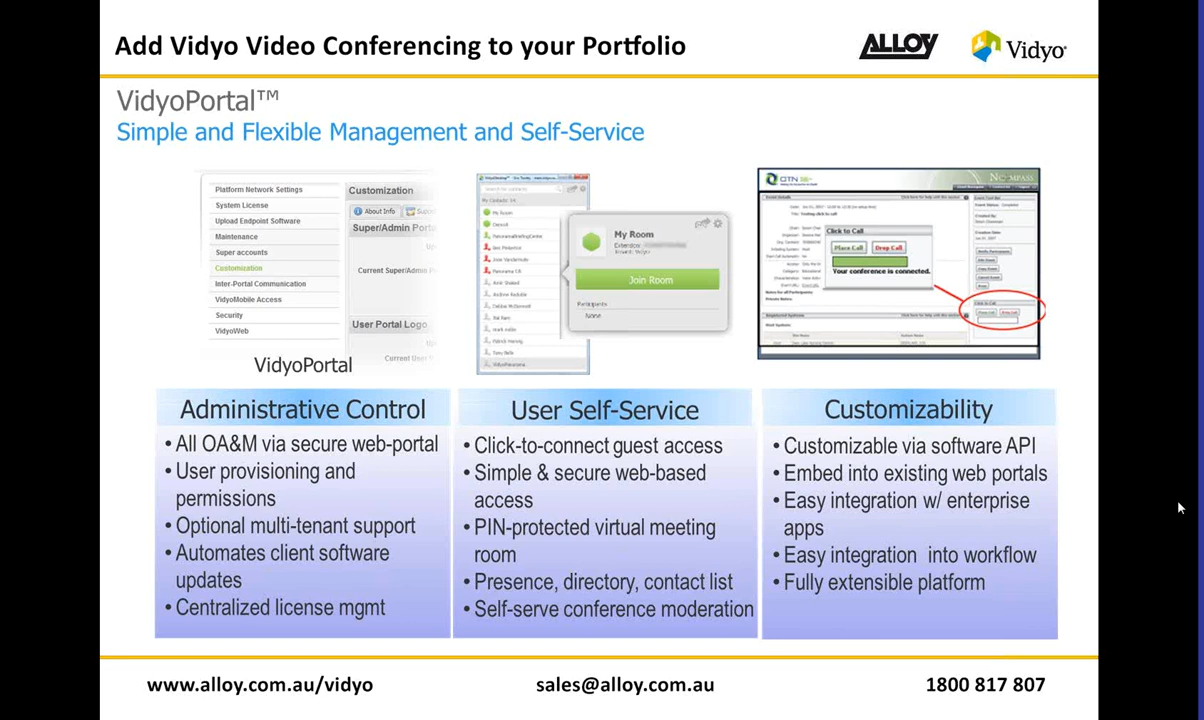 Add Vidyo Video Conferencing to your Portfolio
ALLOY
Vidyo
VidyoPortal™
Simple and Flexible Management and Self-Service
Platform Network Settings
System License
Upload Endpoint Software
Maintenance
Super accounts
Customization
Inter-Portal Communication
VidyoMobile Access
Security
VidyoWeb
Customization
About Info
Super/Admin Port
Current Super/Admin
User Portal Logo
Current User
VidyoPortal
My Room
My Room
Extension:
Join Room
Participants
None
OTN
Click to Call
Place Call
Drop Call
Your conference is connected.
Administrative Control
• All OA&M via secure web-portal
• User provisioning and
permissions
• Optional multi-tenant support
• Automates client software
updates
• Centralized license mgmt
User Self-Service
• Click-to-connect guest access
• Simple & secure web-based
access
• PIN-protected virtual meeting
room
• Presence, directory, contact list
• Self-serve conference moderation
Customizability
• Customizable via software API
• Embed into existing web portals
• Easy integration w/ enterprise
apps
• Easy integration into workflow
• Fully extensible platform
www.alloy.com.au/vidyo
sales@alloy.com.au
1800 817 807